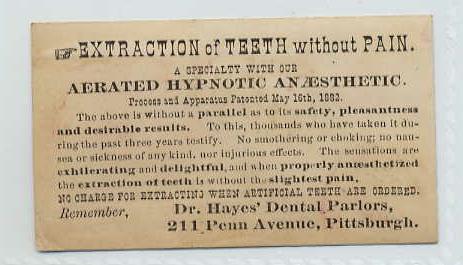 ☞EXTRACTION of TEETH without PAIN.
A SPECIALTY WITH OUR
AERATED HYPNOTIC ANÆSTHETIC.
Process and Apparatus Patented May 16th, 1882.
The above is without a parallel as to its safety, pleasantness
and desirable results. To this, thousands who have taken it du-
ring the past three years testify. No smothering or choking; no nau-
sea or sickness of any kind, nor injurious effects. The sensations are
exhilerating and delightful, and when properly anæsthetized
the extraction of teeth is without the slightest pain.
NO CHARGE FOR EXTRACTING WHEN ARTIFICIAL TEETH ARE ORDERED.
Remember, Dr. Hayes' Dental Parlors,
211 Penn Avenue, Pittsburgh.